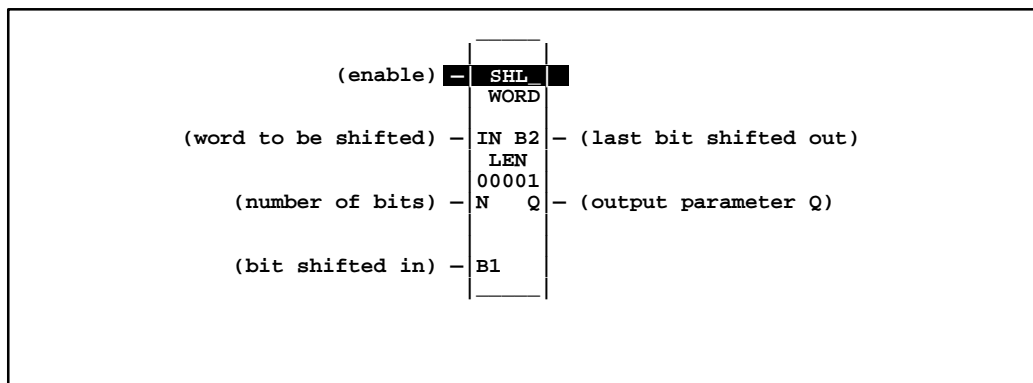 (enable) – SHL_
WORD
(word to be shifted) – IN B2 – (last bit shifted out)
LEN
00001
(number of bits) – N Q – (output parameter Q)
(bit shifted in) – B1